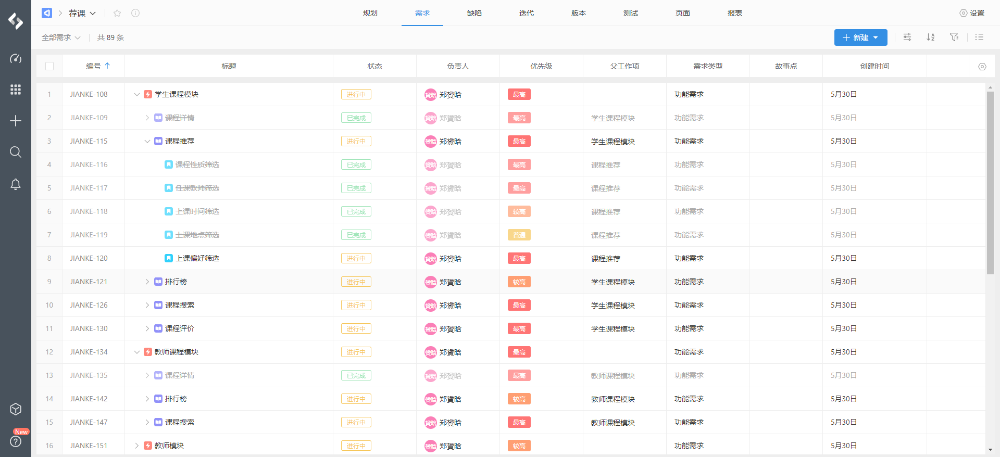 荐课
规划 需求 缺陷 迭代 版本 测试 页面 报表
设置
全部需求 共 89 条
新建
编号 标题 状态 负责人 优先级 父工作项 需求类型 故事点 创建时间
1 JIANKE-108 学生课程模块 进行中 郑贇晗 最高 功能需求 5月30日
2 JIANKE-109 课程详情 已完成 郑贇晗 最高 学生课程模块 功能需求 5月30日
3 JIANKE-115 课程推荐 进行中 郑贇晗 最高 学生课程模块 功能需求 5月30日
4 JIANKE-116 课程性质筛选 已完成 郑贇晗 最高 课程推荐 功能需求 5月30日
5 JIANKE-117 任课教师筛选 已完成 郑贇晗 最高 课程推荐 功能需求 5月30日
6 JIANKE-118 上课时间筛选 已完成 郑贇晗 较高 课程推荐 功能需求 5月30日
7 JIANKE-119 上课地点筛选 已完成 郑贇晗 普通 课程推荐 功能需求 5月30日
8 JIANKE-120 上课偏好筛选 进行中 郑贇晗 最高 课程推荐 功能需求 5月30日
9 JIANKE-121 排行榜 进行中 郑贇晗 较高 学生课程模块 功能需求 5月30日
10 JIANKE-126 课程搜索 进行中 郑贇晗 最高 学生课程模块 功能需求 5月30日
11 JIANKE-130 课程评价 进行中 郑贇晗 最高 学生课程模块 功能需求 5月30日
12 JIANKE-134 教师课程模块 进行中 郑贇晗 最高 功能需求 5月30日
13 JIANKE-135 课程详情 已完成 郑贇晗 最高 教师课程模块 功能需求 5月30日
14 JIANKE-142 排行榜 进行中 郑贇晗 较高 教师课程模块 功能需求 5月30日
15 JIANKE-147 课程搜索 进行中 郑贇晗 最高 教师课程模块 功能需求 5月30日
New
16 JIANKE-151 教师模块 进行中 郑贇晗 较高 功能需求 5月30日